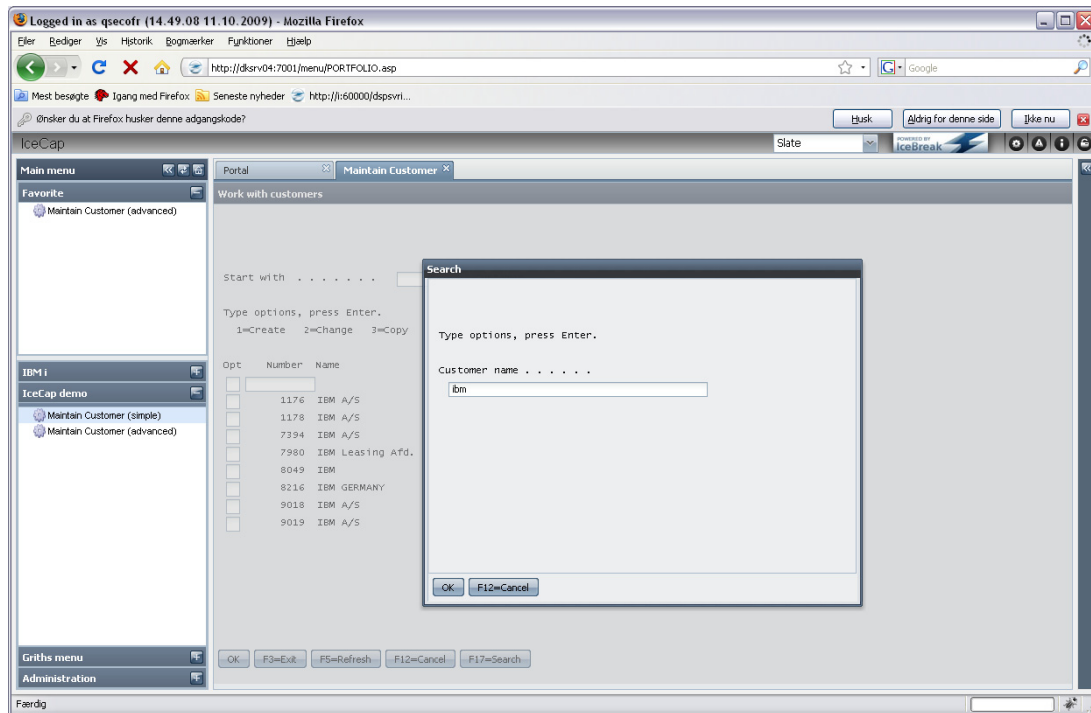 Logged in as qsecofr (14.49.08 11.10.2009) - Mozilla Firefox
Filer Rediger Vis Historik Bogmærker Funktioner Hjælp
http://dksrv04:7001/menu/PORTFOLIO.asp
Google
Mest besøgte Igang med Firefox Seneste nyheder http://i:60000/dspsvri...
Ønsker du at Firefox husker denne adgangskode? Husk Aldrig for denne side Ikke nu
IceCap Slate POWERED BY IceBreak
Main menu
Portal Maintain Customer
Favorite
Work with customers
Maintain Customer (advanced)
Start with . . . . . . .
Type options, press Enter.
1=Create 2=Change 3=Copy
Opt Number Name
1176 IBM A/S
1178 IBM A/S
7394 IBM A/S
7980 IBM Leasing Afd.
8049 IBM
8216 IBM GERMANY
9018 IBM A/S
9019 IBM A/S
Search
Type options, press Enter.
Customer name . . . . . .
ibm
OK F12=Cancel
IBM i
IceCap demo
Maintain Customer (simple)
Maintain Customer (advanced)
Griths menu
Administration
OK F3=Exit F5=Refresh F12=Cancel F17=Search
Færdig